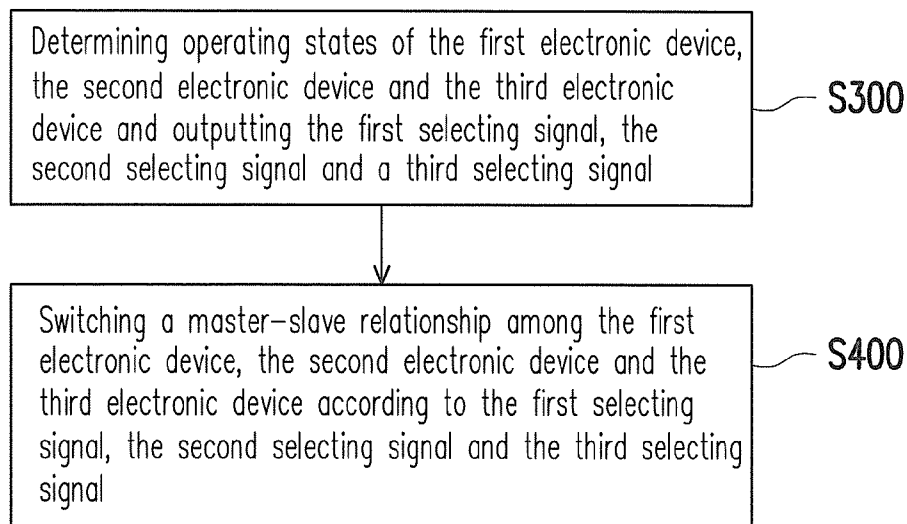 Determining operating states of the first electronic device,
the second electronic device and the third electronic
device and outputting the first selecting signal, the
second selecting signal and a third selecting signal
S300
Switching a master-slave relationship among the first
electronic device, the second electronic device and the
third electronic device according to the first selecting
signal, the second selecting signal and the third selecting
signal
S400